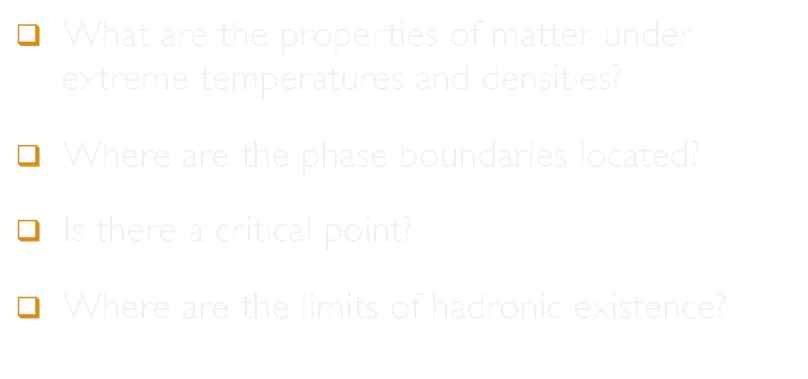 ❑ What are the properties of matter under
extreme temperatures and densities?
❑ Where are the phase boundaries located?
❑ Is there a critical point?
❑ Where are the limits of hadronic existence?